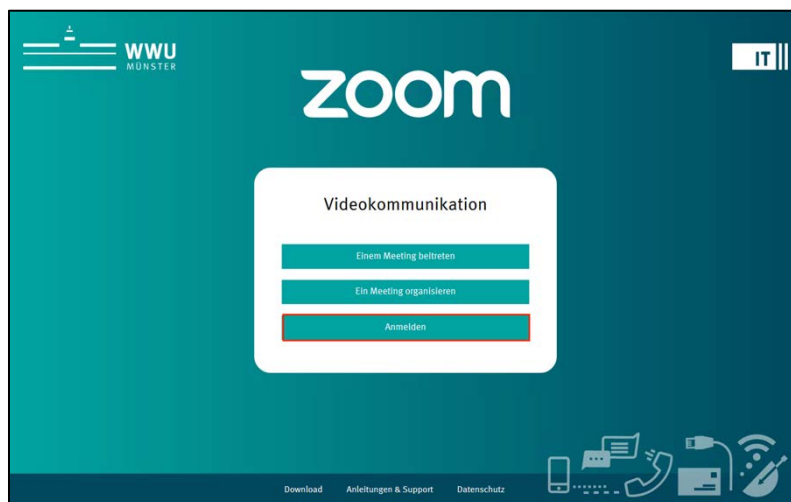 WWU
MÜNSTER
IT
zoom
Videokommunikation
Einem Meeting beitreten
Ein Meeting organisieren
Anmelden
Download Anleitungen & Support Datenschutz